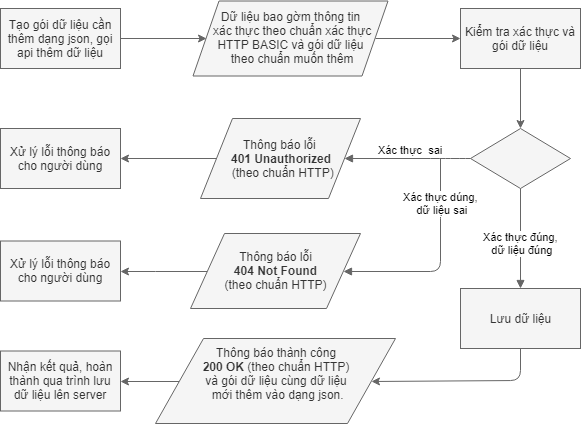 Tạo gói dữ liệu cần
thêm dạng json, gọi
api thêm dữ liệu
Dữ liệu bao gờm thông tin
xác thực theo chuẩn xác thực
HTTP BASIC và gói dữ liệu
theo chuẩn muốn thêm
Kiểm tra xác thực và
gói dữ liệu
Xử lý lỗi thông báo
cho người dùng
Thông báo lỗi
401 Unauthorized
(theo chuẩn HTTP)
Xác thực sai
Xác thực dúng,
dữ liệu sai
Xác thực đúng,
dữ liệu đúng
Xử lý lỗi thông báo
cho người dùng
Thông báo lỗi
404 Not Found
(theo chuẩn HTTP)
Lưu dữ liệu
Nhận kết quả, hoàn
thành qua trình lưu
dữ liệu lên server
Thông báo thành công
200 OK (theo chuẩn HTTP)
và gói dữ liệu cùng dữ liệu
mới thêm vào dạng json.